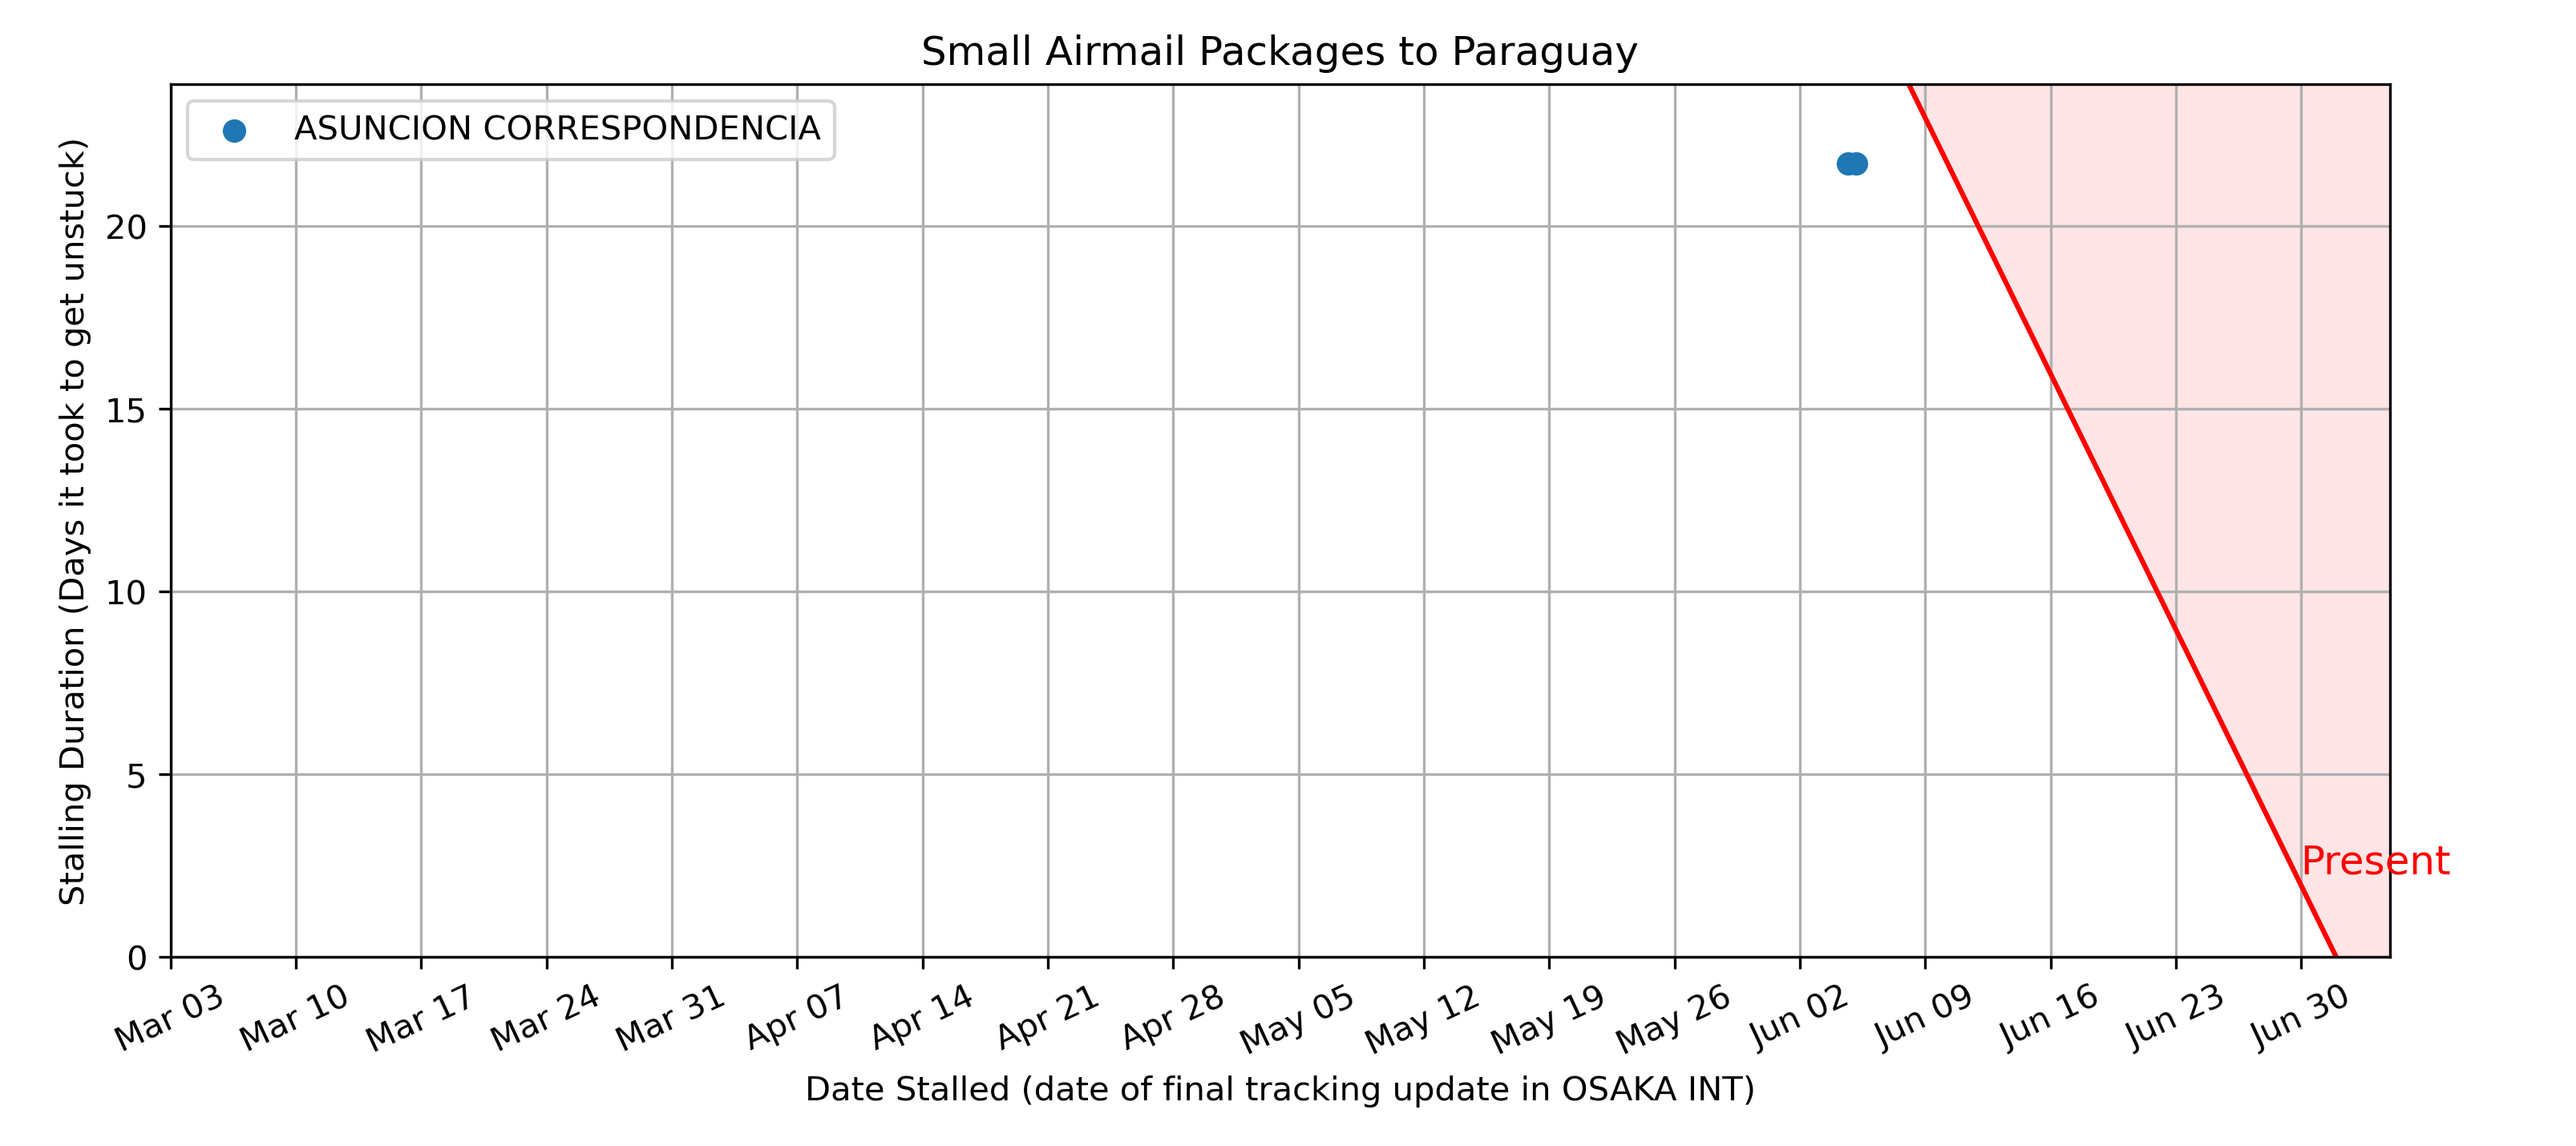 Small Airmail Packages to Paraguay
ASUNCION CORRESPONDENCIA
Stalling Duration (Days it took to get unstuck)
20
15
10
5
0
Present
Mar 03
Mar 10
Mar 17
Mar 24
Mar 31
Apr 07
Apr 14
Apr 21
Apr 28
May 05
May 12
May 19
May 26
Jun 02
Jun 09
Jun 16
Jun 23
Jun 30
Date Stalled (date of final tracking update in OSAKA INT)